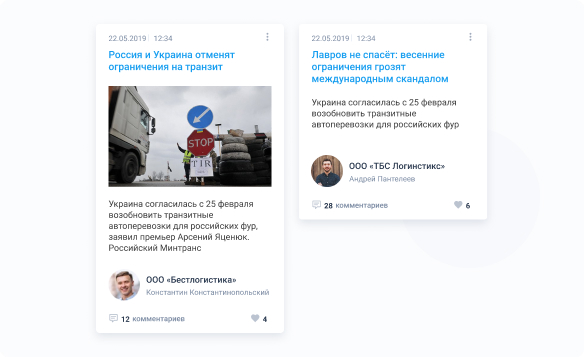 22.05.2019 12:34
Россия и Украина отменят
ограничения на транзит
STOP
TIR
Украина согласилась с 25 февраля
возобновить транзитные
автоперевозки для российских фур,
заявил премьер Арсений Яценюк.
Российский Минтранс
ООО «Бестлогистика»
Константин Константинопольский
12 комментариев
4
22.05.2019 12:34
Лавров не спасёт: весенние
ограничения грозят
международным скандалом
Украина согласилась с 25 февраля
возобновить транзитные
автоперевозки для российских фур
ООО «ТБС Логинстикс»
Андрей Пантелеев
28 комментариев
6